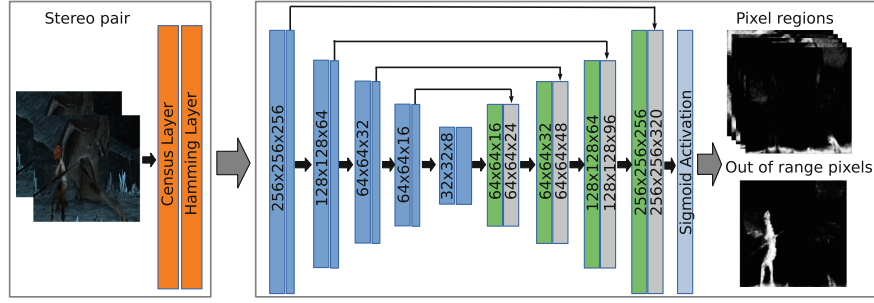 Stereo pair
Census Layer
Hamming Layer
256x256x256
128x128x64
64x64x32
64x64x16
32x32x8
64x64x16
64x64x24
64x64x32
64x64x48
128x128x64
128x128x96
256x256x256
256x256x320
Sigmoid Activation
Pixel regions
Out of range pixels